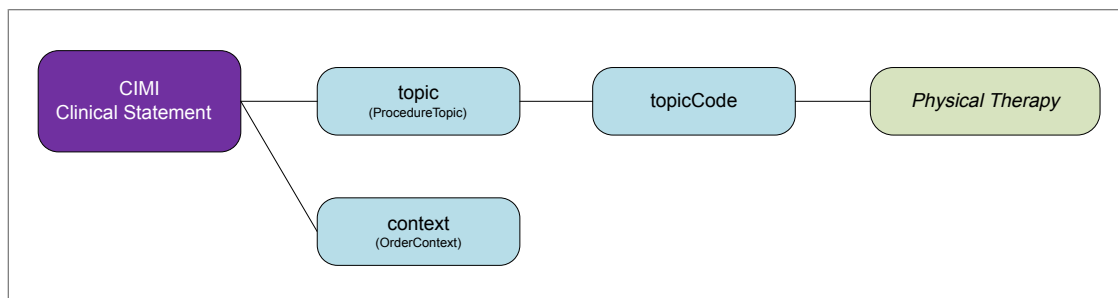 CIMI
Clinical Statement
topic
(ProcedureTopic)
topicCode
Physical Therapy
context
(OrderContext)